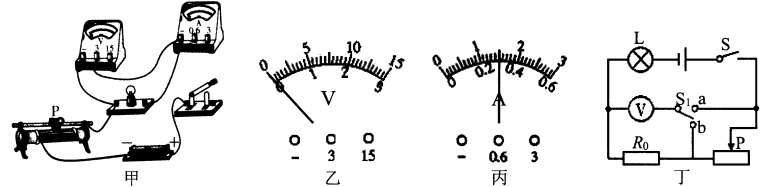 V
- 3 15
A
- 0.6 3
P
- +
甲
0 5 10 15
0 1 2 3
V
- 3 15
乙
0 1 2 3
0 0.2 0.4 0.6
A
- 0.6 3
丙
L S
V S₁ a
b
R₀ P
丁